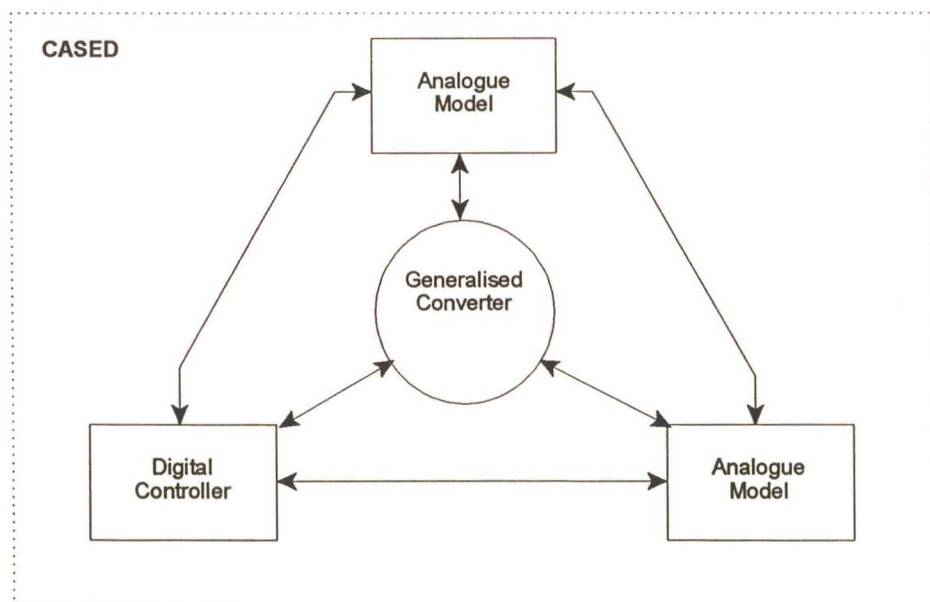 CASED
Analogue
Model
Generalised
Converter
Digital
Controller
Analogue
Model